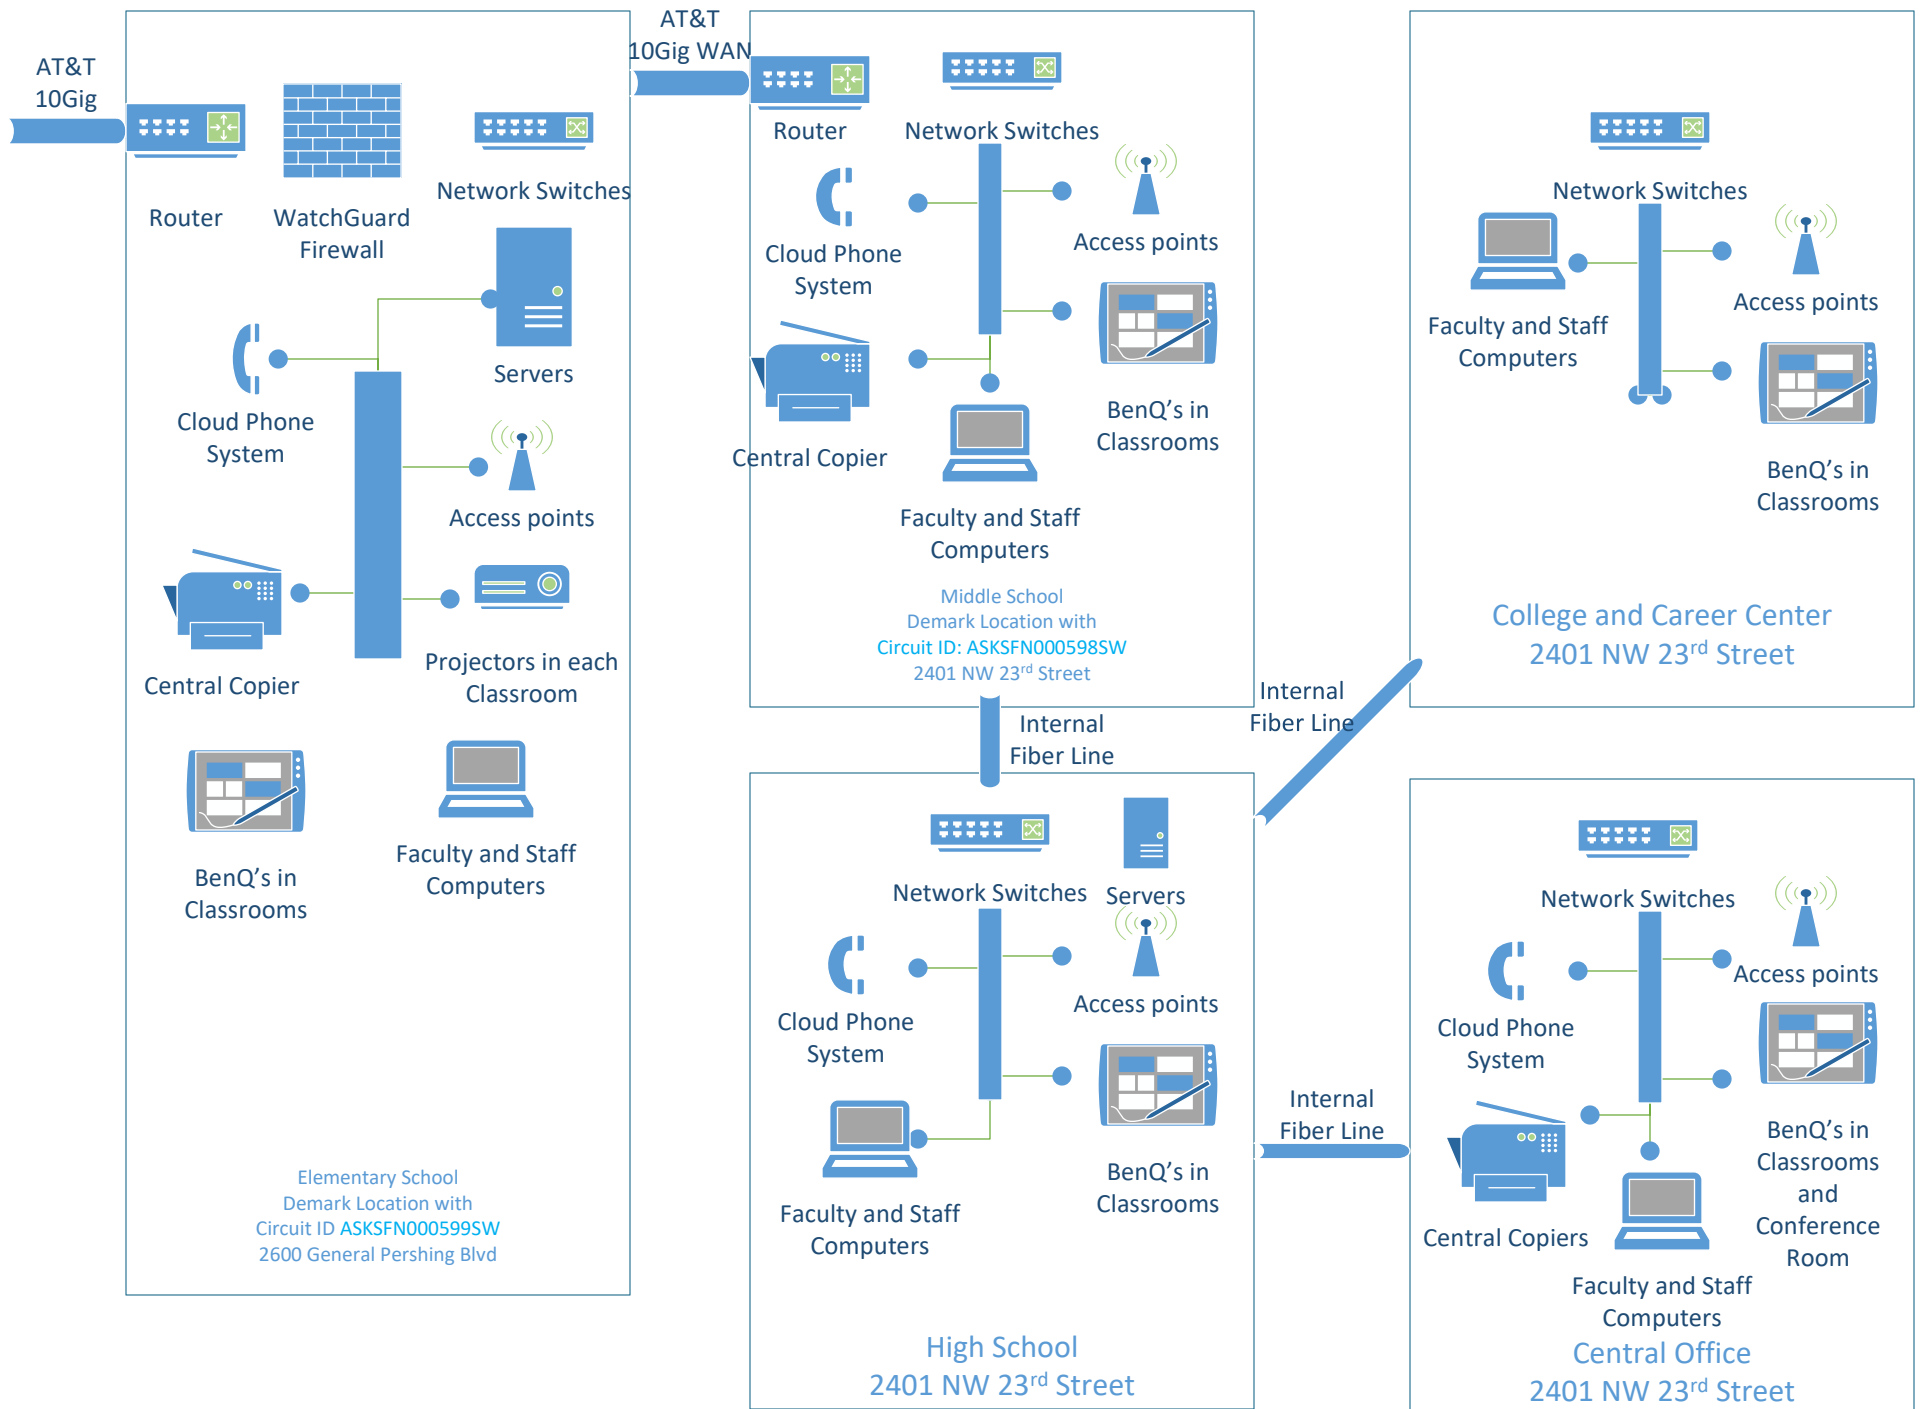 AT&T
10Gig
Router
WatchGuard
Firewall
Network Switches
Servers
Cloud Phone
System
Access points
Central Copier
Projectors in each
Classroom
BenQ's in
Classrooms
Faculty and Staff
Computers
Elementary School
Demark Location with
Circuit ID ASKSFN000599SW
2600 General Pershing Blvd
AT&T
10Gig WAN
Router
Network Switches
Cloud Phone
System
Access points
Central Copier
BenQ's in
Classrooms
Faculty and Staff
Computers
Middle School
Demark Location with
Circuit ID: ASKSFN000598SW
2401 NW 23rd Street
Internal
Fiber Line
Internal
Fiber Line
Network Switches
Faculty and Staff
Computers
Access points
BenQ's in
Classrooms
College and Career Center
2401 NW 23rd Street
Network Switches
Servers
Cloud Phone
System
Access points
Faculty and Staff
Computers
BenQ's in
Classrooms
High School
2401 NW 23rd Street
Internal
Fiber Line
Network Switches
Cloud Phone
System
Access points
Central Copiers
BenQ's in
Classrooms
and
Conference
Room
Faculty and Staff
Computers
Central Office
2401 NW 23rd Street